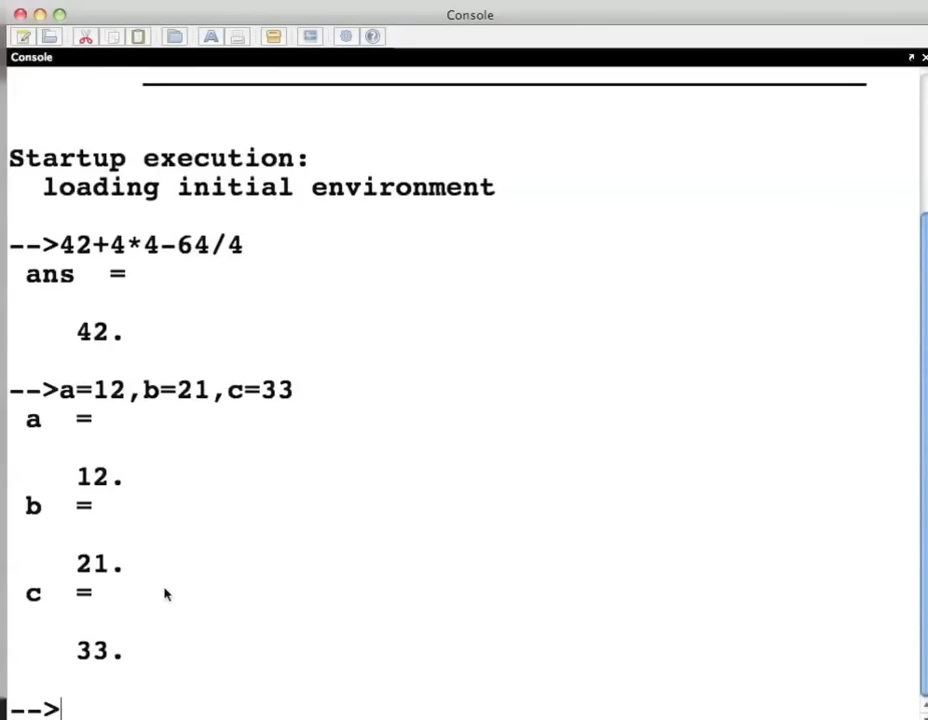 Console
Console
Startup execution:
loading initial environment
-->42+4*4-64/4
ans =
42.
-->a=12,b=21,c=33
a =
12.
b =
21.
c =
33.
-->